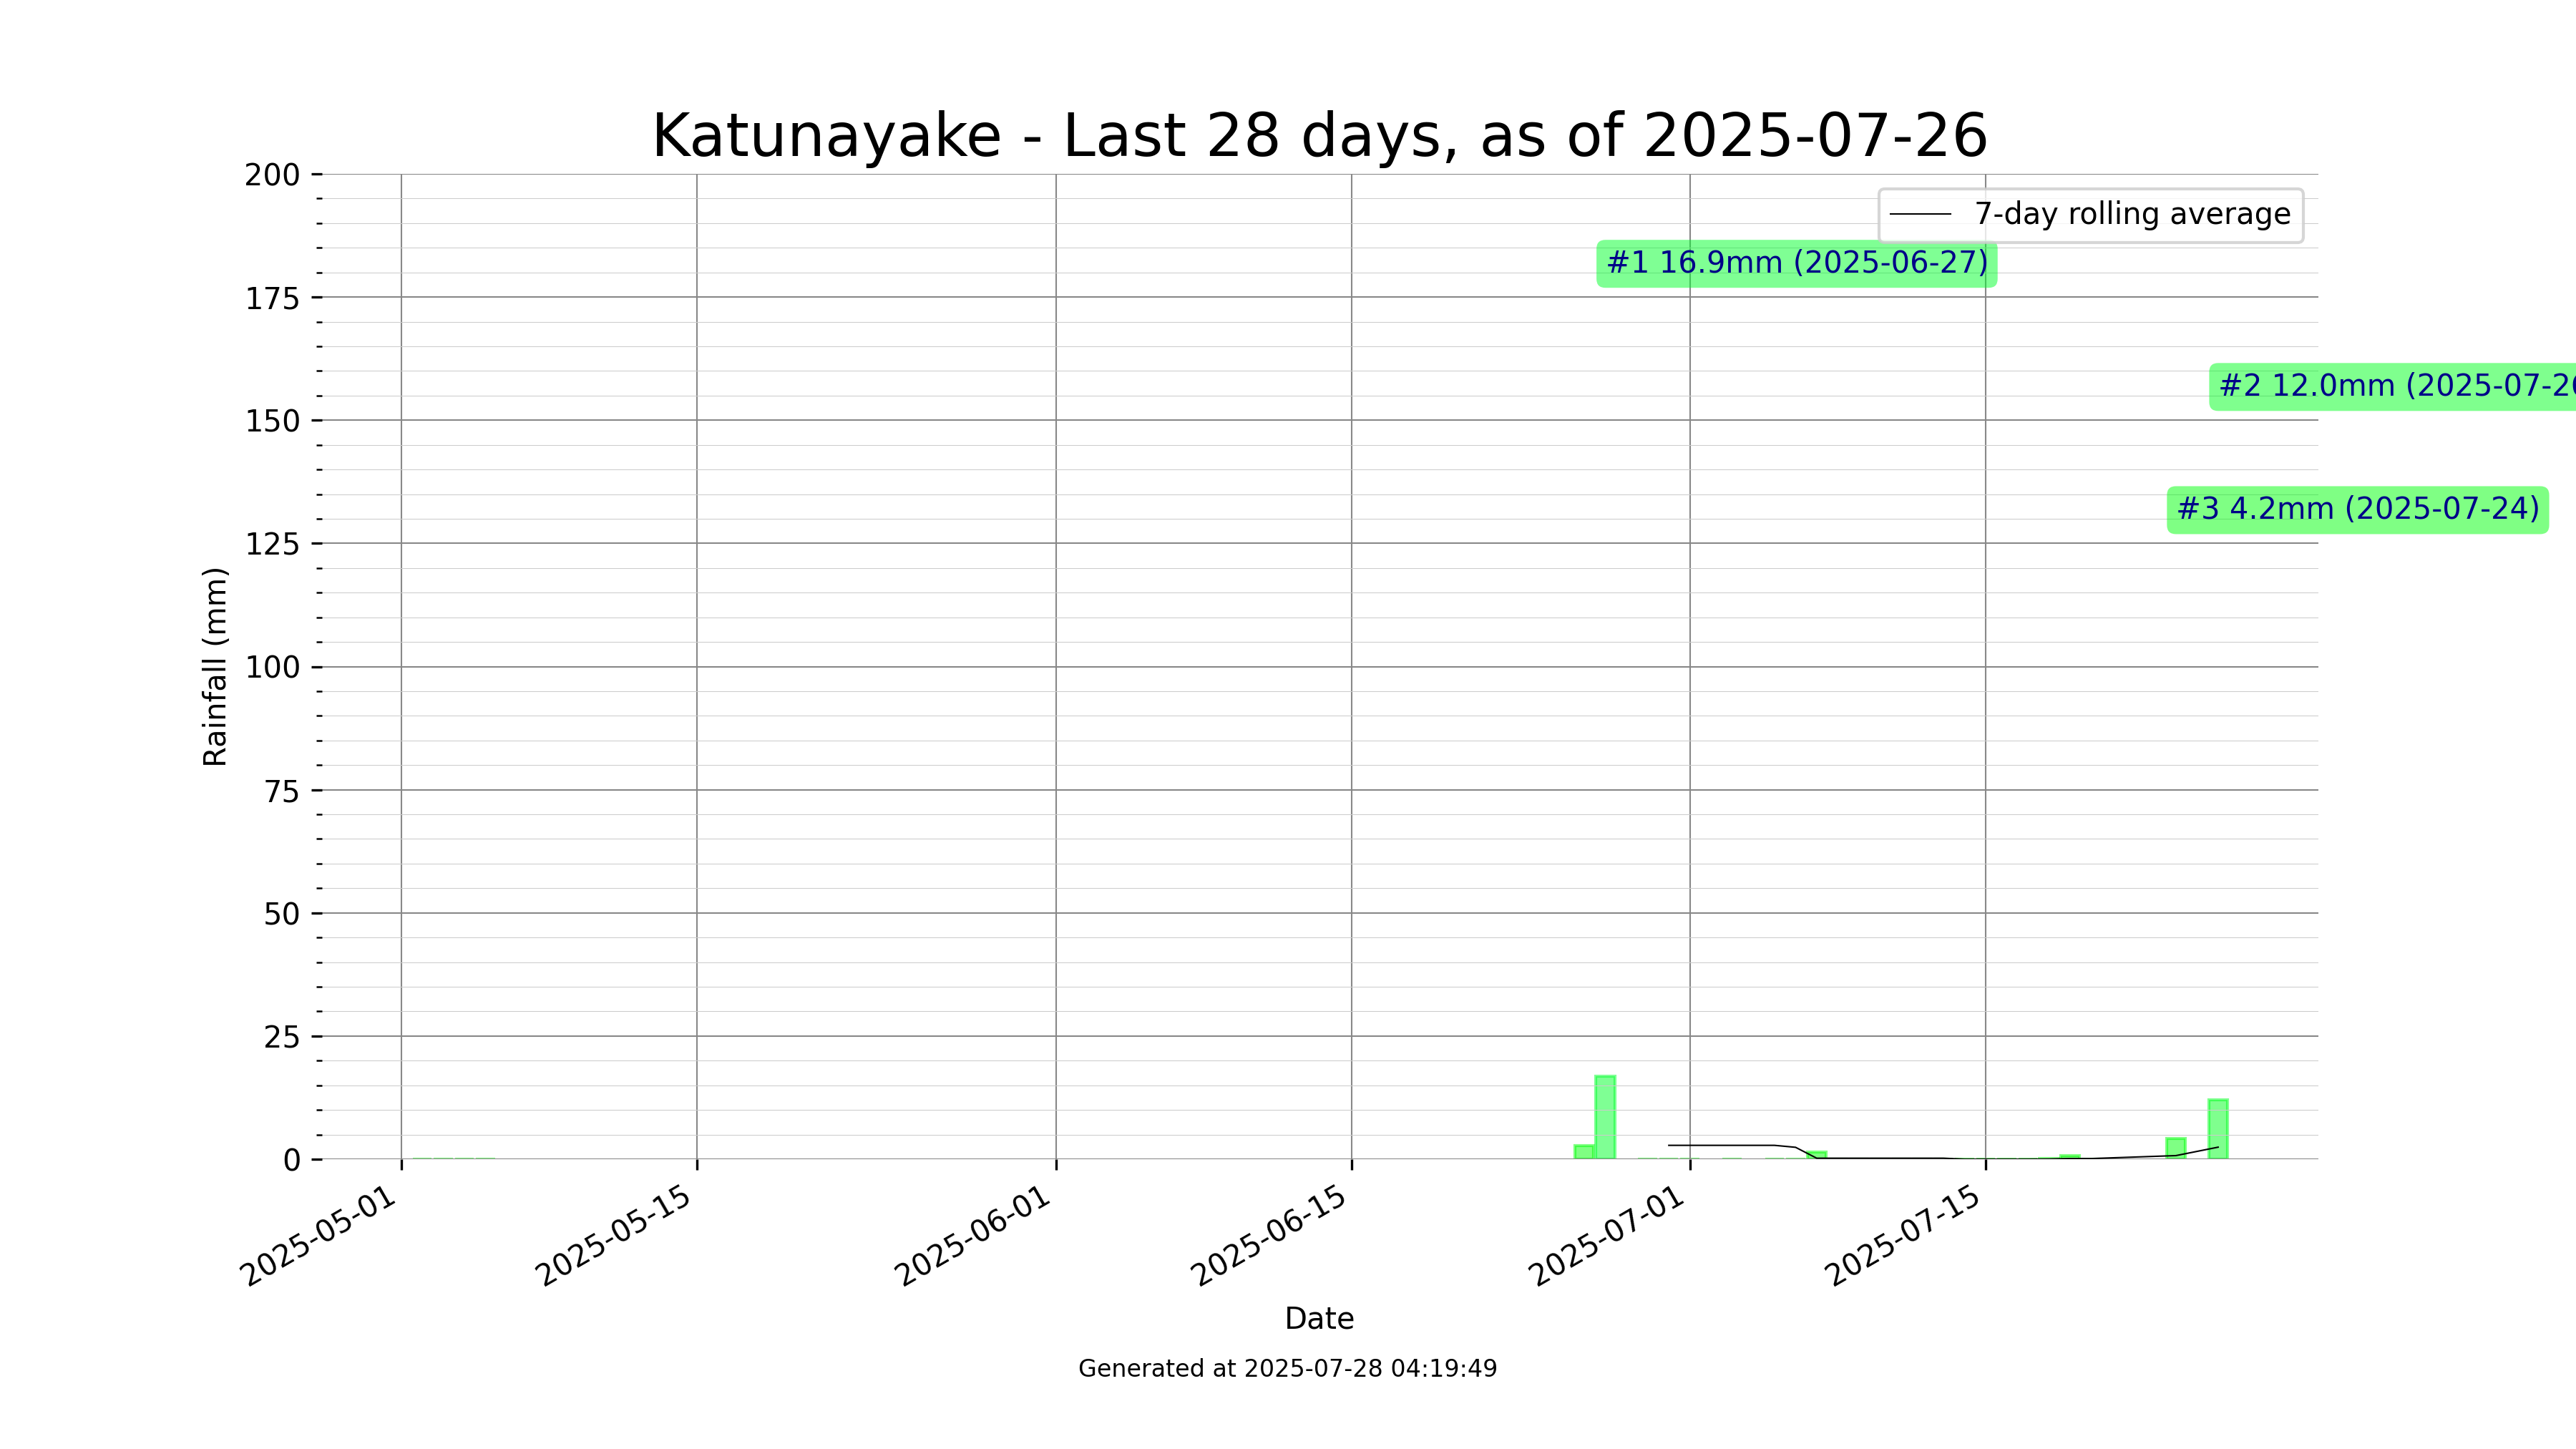 Katunayake - Last 28 days, as of 2025-07-26
200
175
150
125
100
75
50
25
0
Rainfall (mm)
7-day rolling average
#1 16.9mm (2025-06-27)
#2 12.0mm (2025-07-26
#3 4.2mm (2025-07-24)
2025-05-01
2025-05-15
2025-06-01
2025-06-15
2025-07-01
2025-07-15
Date
Generated at 2025-07-28 04:19:49